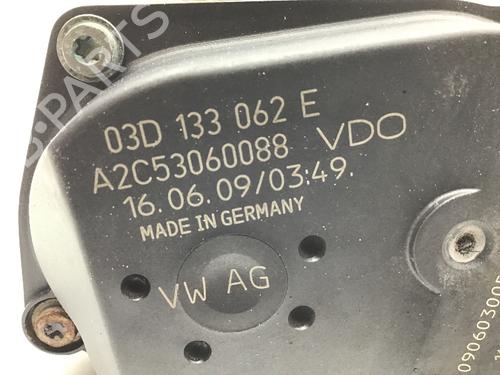 03D 133 062 E
A2C53060088 VDO
16.06.09/03:49.
MADE IN GERMANY
VW AG